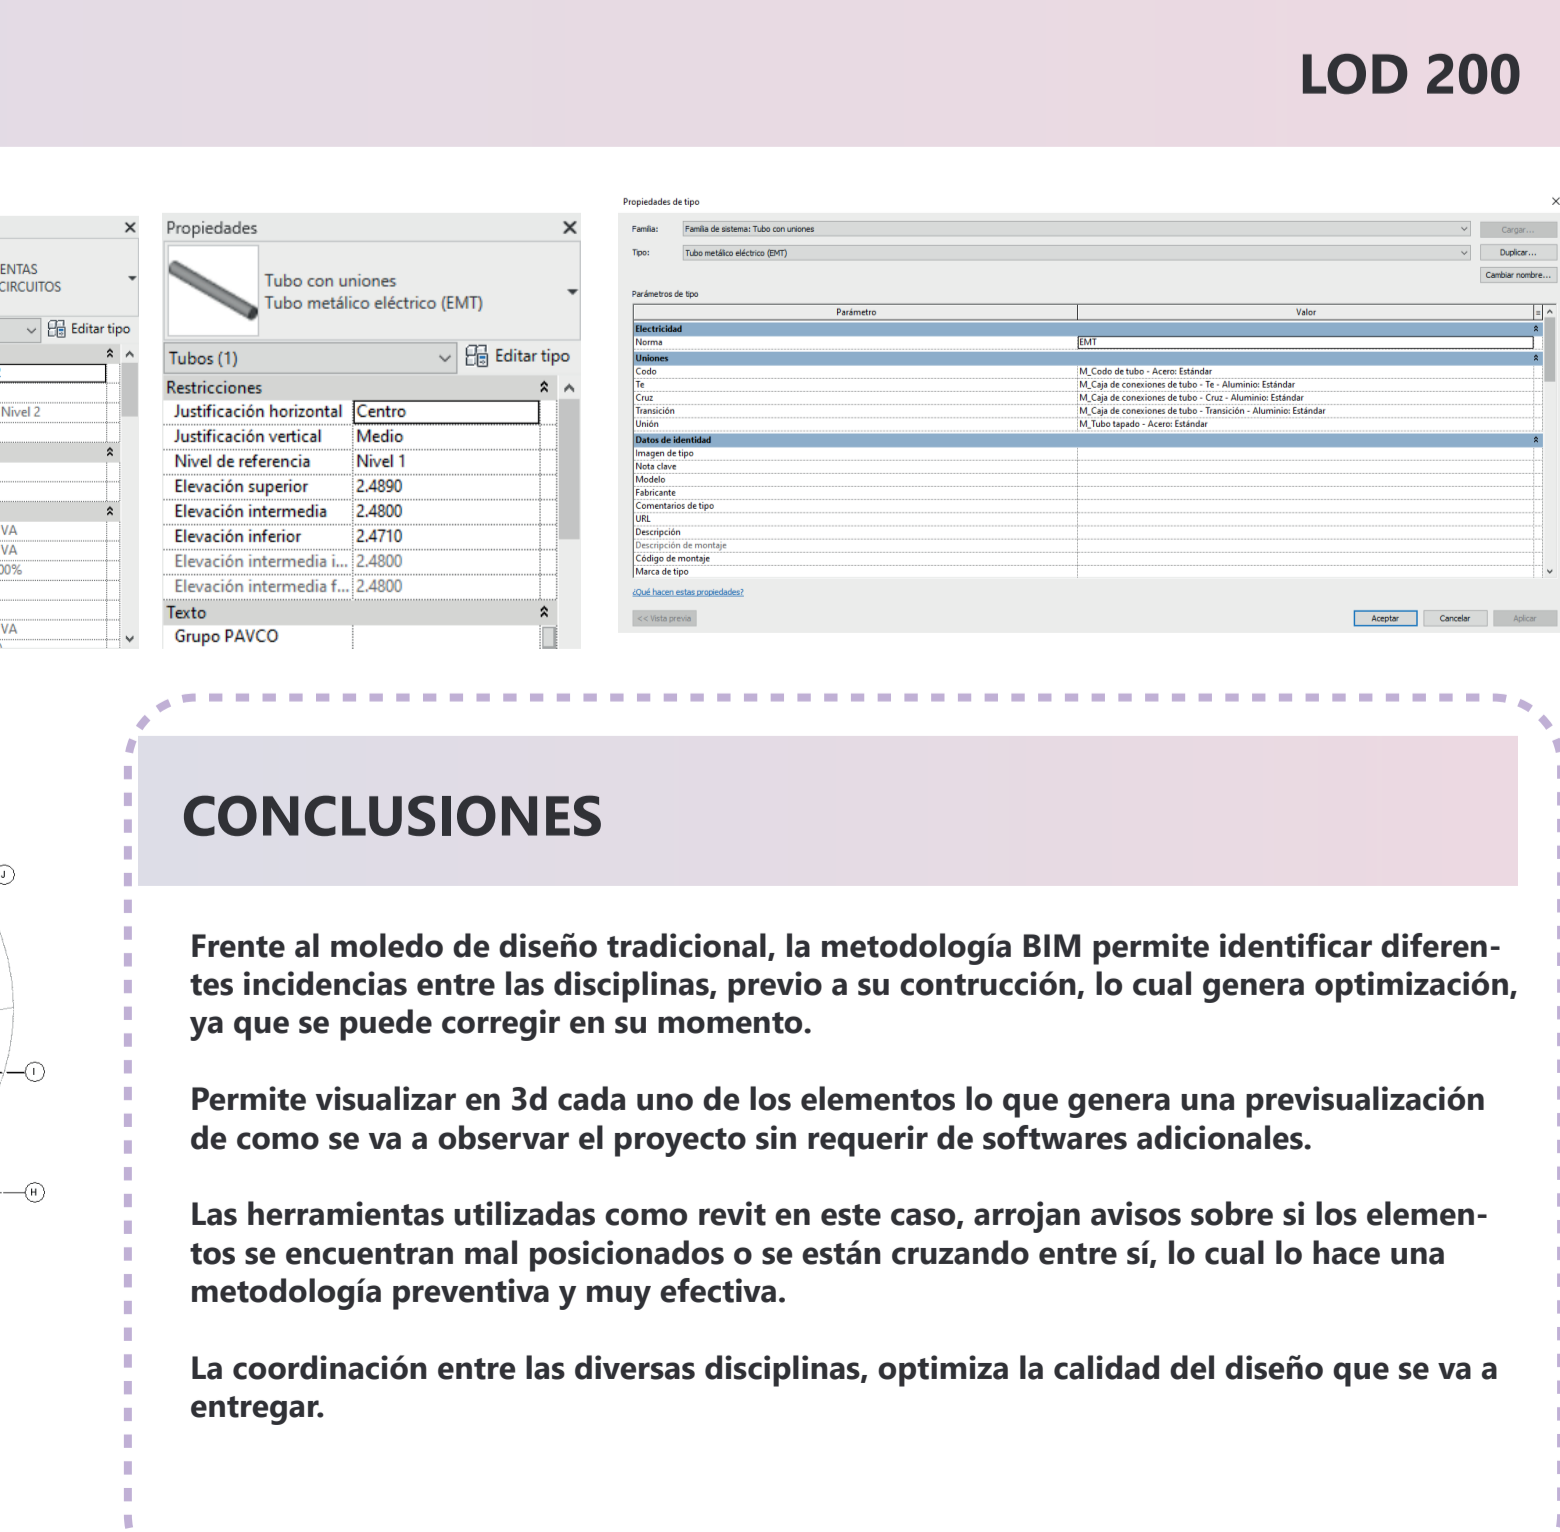 LOD 200
ENTAS
CIRCUITOS
Editar tipo
Nivel 2
VA
VA
00%
VA
Propiedades
Tubo con uniones
Tubo metálico eléctrico (EMT)
Tubos (1)
Editar tipo
Restricciones
Justificación horizontal Centro
Justificación vertical Medio
Nivel de referencia Nivel 1
Elevación superior 2.4890
Elevación intermedia 2.4800
Elevación inferior 2.4710
Elevación intermedia i... 2.4800
Elevación intermedia f... 2.4800
Texto
Grupo PAVCO
Propiedades de tipo
Familia: Familia de sistema: Tubo con uniones Cargar...
Tipo: Tubo metálico eléctrico (EMT) Duplicar...
Cambiar nombre...
Parámetros de tipo
Parámetro Valor =
Electricidad
Norma EMT
Uniones
Codo M_Codo de tubo - Acero: Estándar
Te M_Caja de conexiones de tubo - Te - Aluminio: Estándar
Cruz M_Caja de conexiones de tubo - Cruz - Aluminio: Estándar
Transición M_Caja de conexiones de tubo - Transición - Aluminio: Estándar
Unión M_Tubo tapado - Acero: Estándar
Datos de identidad
Imagen de tipo
Nota clave
Modelo
Fabricante
Comentarios de tipo
URL
Descripción
Descripción de montaje
Código de montaje
Marca de tipo
¿Qué hacen estas propiedades?
<< Vista previa Aceptar Cancelar Aplicar
J
I
H
CONCLUSIONES
Frente al moledo de diseño tradicional, la metodología BIM permite identificar diferen-
tes incidencias entre las disciplinas, previo a su contrucción, lo cual genera optimización,
ya que se puede corregir en su momento.
Permite visualizar en 3d cada uno de los elementos lo que genera una previsualización
de como se va a observar el proyecto sin requerir de softwares adicionales.
Las herramientas utilizadas como revit en este caso, arrojan avisos sobre si los elemen-
tos se encuentran mal posicionados o se están cruzando entre sí, lo cual lo hace una
metodología preventiva y muy efectiva.
La coordinación entre las diversas disciplinas, optimiza la calidad del diseño que se va a
entregar.